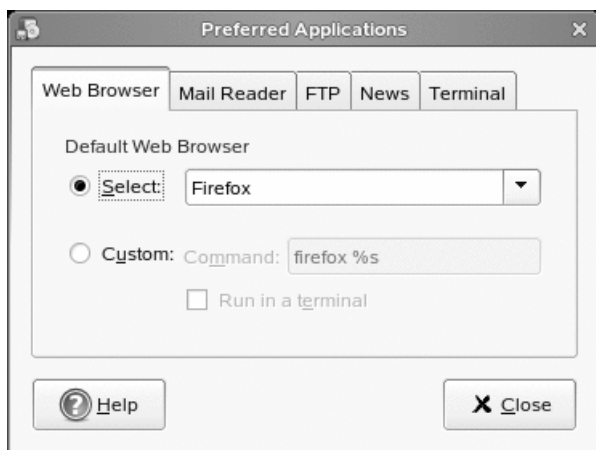 Preferred Applications
Web Browser Mail Reader FTP News Terminal
Default Web Browser
Select: Firefox
Custom: Command: firefox %s
Run in a terminal
Help Close